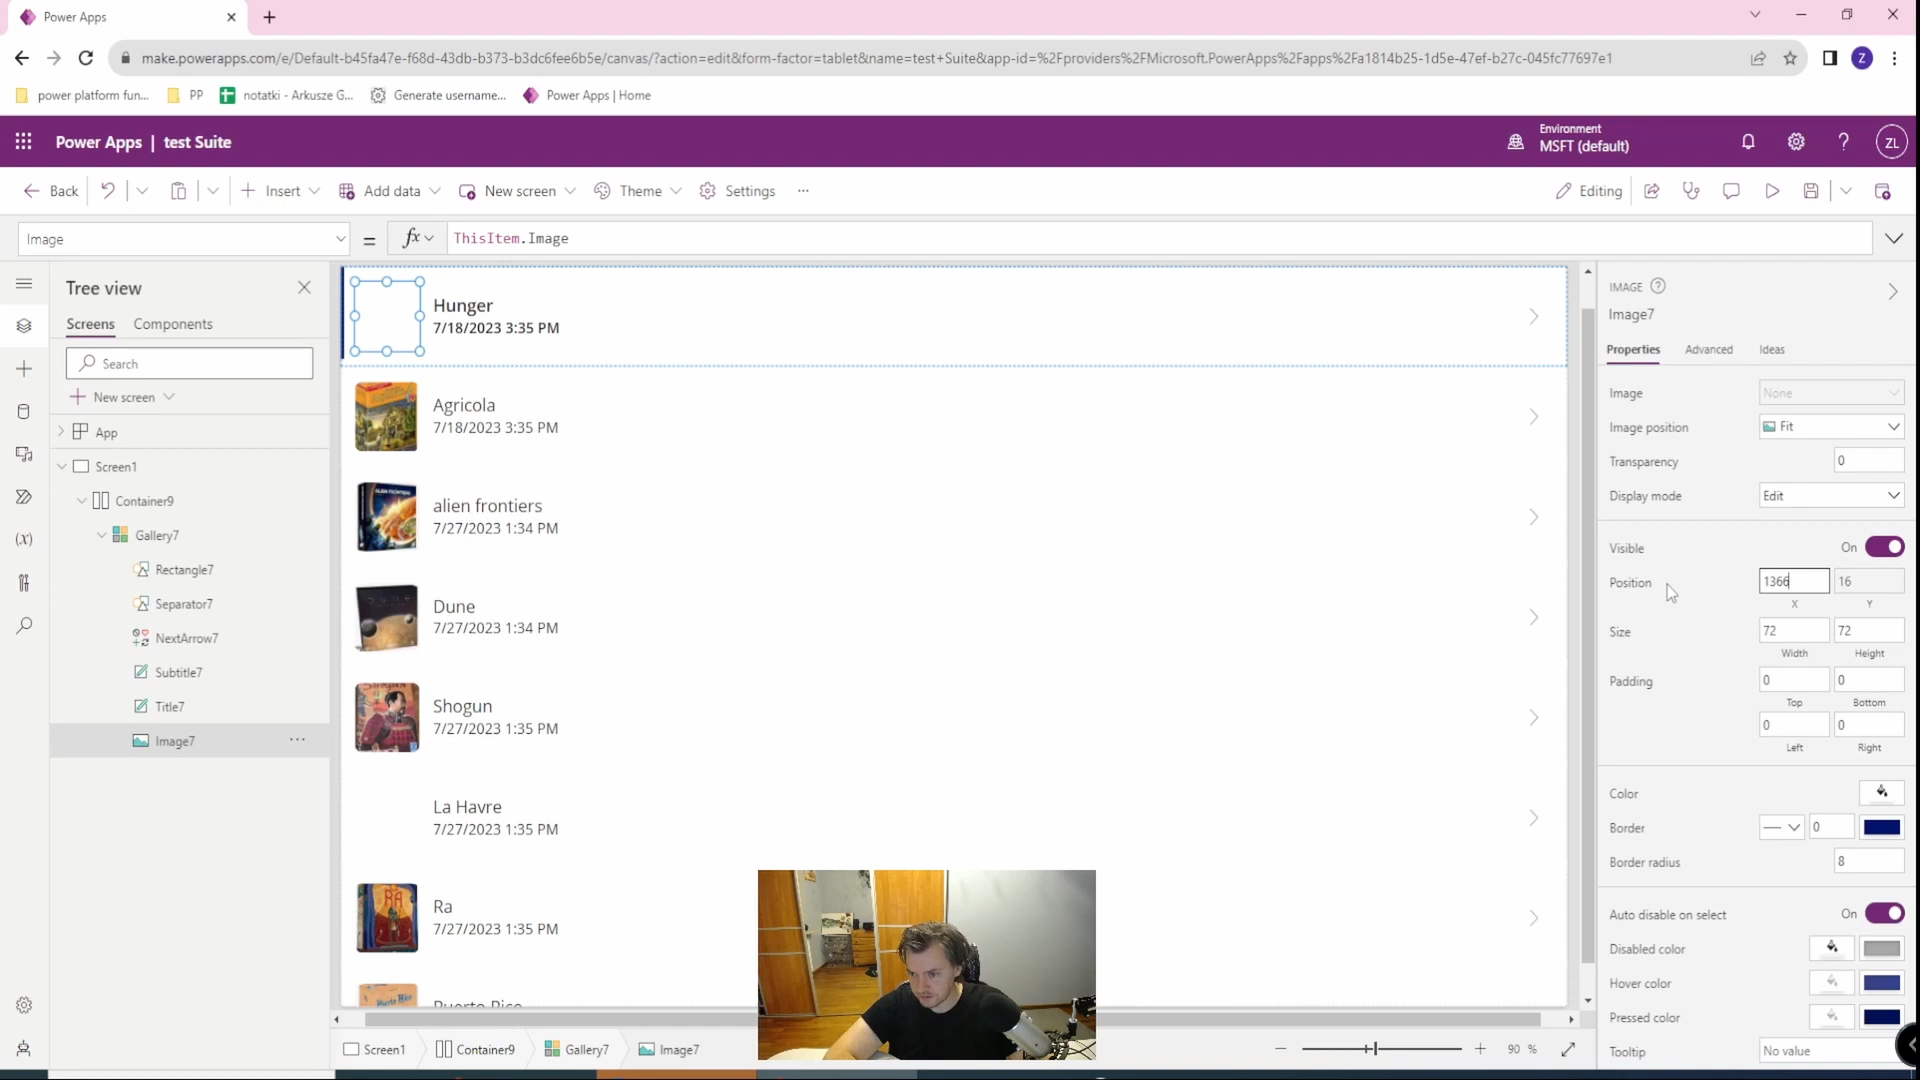 Power Apps
make.powerapps.com/e/Default-b45fa47e-f68d-43db-b373-b3dc6fee6b5e/canvas/?action=edit&form-factor=tablet&name=test+Suite&app-id=%2Fproviders%2FMicrosoft.PowerApps%2Fapps%2Fa1814b25-1d5e-47ef-b27c-045fc77697e1
Z
power platform fun...
PP
notatki - Arkusze G...
Generate username...
Power Apps | Home
Power Apps | test Suite
Environment
MSFT (default)
ZL
Back
Insert
Add data
New screen
Theme
Settings
Editing
Image
=
fx
ThisItem.Image
Tree view
Screens
Components
Search
New screen
App
Screen1
Container9
Gallery7
Rectangle7
Separator7
NextArrow7
Subtitle7
Title7
Image7
Hunger
7/18/2023 3:35 PM
Agricola
7/18/2023 3:35 PM
alien frontiers
7/27/2023 1:34 PM
Dune
7/27/2023 1:34 PM
Shogun
7/27/2023 1:35 PM
La Havre
7/27/2023 1:35 PM
RA
Ra
7/27/2023 1:35 PM
Puerto Rico
Puerto Rico
IMAGE
Image7
Properties
Advanced
Ideas
Image
None
Image position
Fit
Transparency
0
Display mode
Edit
Visible
On
Position
1366
16
X
Y
Size
72
72
Width
Height
Padding
0
0
Top
Bottom
0
0
Left
Right
Color
Border
0
Border radius
8
Auto disable on select
On
Disabled color
Hover color
Pressed color
Tooltip
No value
Screen1
Container9
Gallery7
Image7
90 %